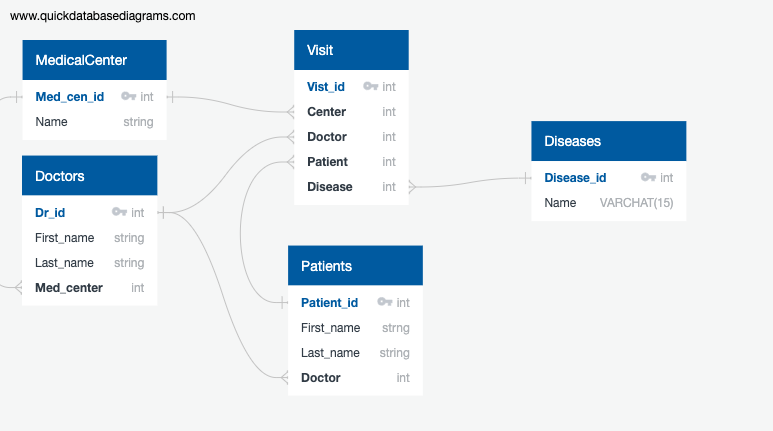 www.quickdatabasediagrams.com
MedicalCenter
Med_cen_id int
Name string
Doctors
Dr_id int
First_name string
Last_name string
Med_center int
Visit
Vist_id int
Center int
Doctor int
Patient int
Disease int
Patients
Patient_id int
First_name strng
Last_name string
Doctor int
Diseases
Disease_id int
Name VARCHAT(15)